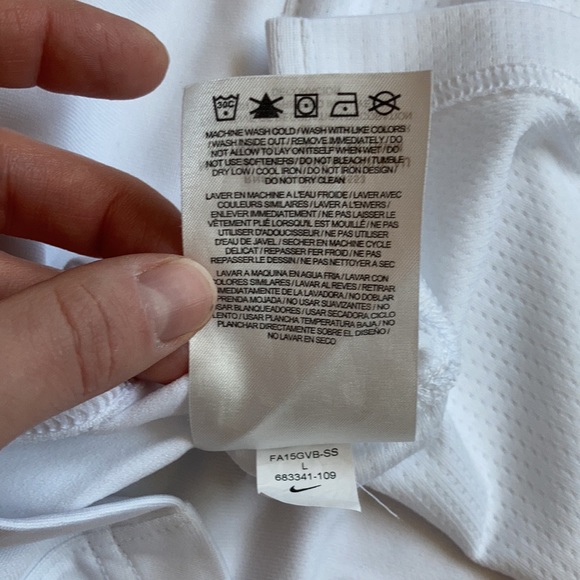 30C
MACHINE WASH COLD / WASH WITH LIKE COLORS
/ WASH INSIDE OUT / REMOVE IMMEDIATELY / DO
NOT ALLOW TO LAY ON ITSELF WHEN WET / DO
NOT USE SOFTENERS / DO NOT BLEACH / TUMBLE
DRY LOW / COOL IRON / DO NOT IRON DESIGN /
DO NOT DRY CLEAN
LAVER EN MACHINE A L'EAU FROIDE / LAVER AVEC
COULEURS SIMILAIRES / LAVER A L'ENVERS /
ENLEVER IMMEDIATEMENT / NE PAS LAISSER LE
VÊTEMENT PLIÉ LORSQU'IL EST MOUILLÉ / NE PAS
UTILISER D'ADOUCISSEUR / NE PAS UTILISER
D'EAU DE JAVEL / SECHER EN MACHINE CYCLE
DELICAT / REPASSER FER FROID / NE PAS
REPASSER LE DESSIN / NE PAS NETTOYER A SEC
LAVAR A MAQUINA EN AGUA FRIA / LAVAR CON
COLORES SIMILARES / LAVAR AL REVES / RETIRAR
IMEDIATAMENTE DE LA LAVADORA / NO DOBLAR
PRENDA MOJADA / NO USAR SUAVIZANTES / NO
USAR BLANQUEADORES / USAR SECADORA CICLO
LENTO / USAR PLANCHA TEMPERATURA BAJA / NO
PLANCHAR DIRECTAMENTE SOBRE EL DISEÑO /
NO LAVAR EN SECO
FA15GVB-SS
L
683341-109